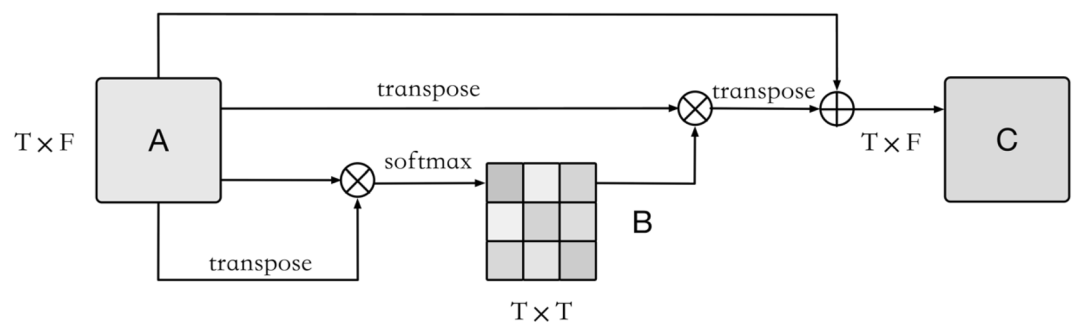 transpose
transpose
T × F
A
T × F
C
softmax
B
transpose
T × T